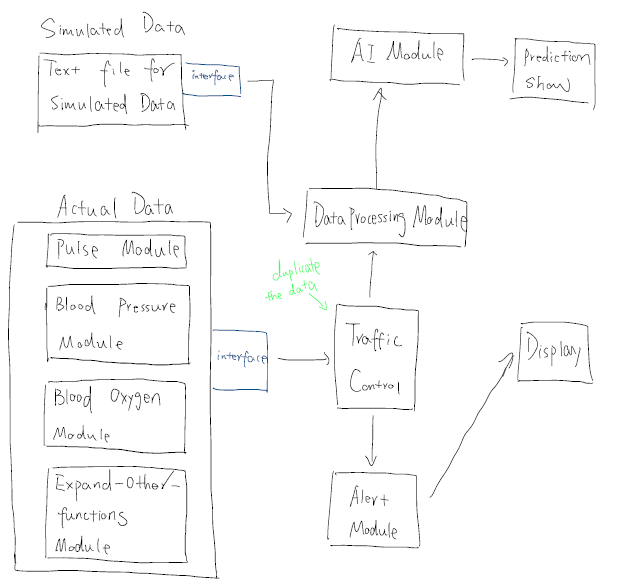 Simulated Data
Text file for
Simulated Data
interface
AI Module
Prediction
Show
Actual Data
Pulse Module
Blood Pressure
Module
Blood Oxygen
Module
Expand-Other-
functions
Module
interface
Data Processing Module
duplicate
the data
Traffic
Control
Alert
Module
Display